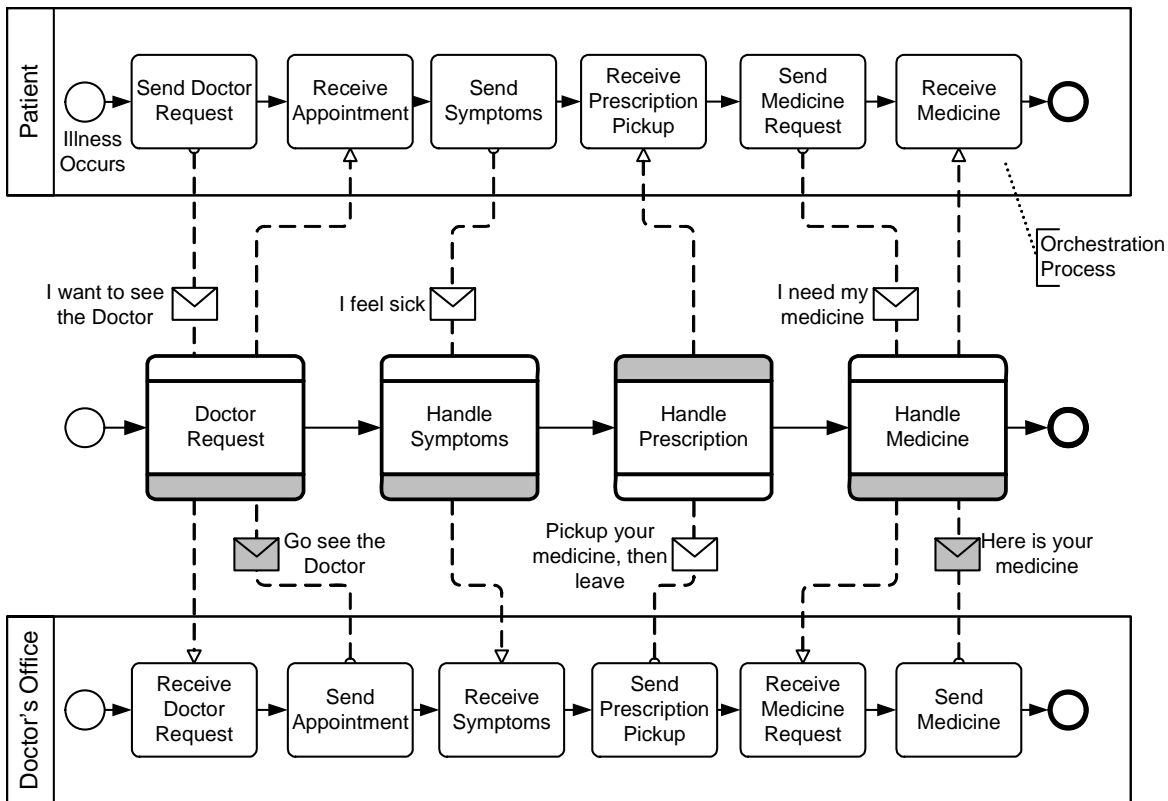 Patient
Illness
Occurs
Send Doctor
Request
Receive
Appointment
Send
Symptoms
Receive
Prescription
Pickup
Send
Medicine
Request
Receive
Medicine
Orchestration
Process
I want to see
the Doctor
I feel sick
I need my
medicine
Doctor
Request
Handle
Symptoms
Handle
Prescription
Handle
Medicine
Go see the
Doctor
Pickup your
medicine, then
leave
Here is your
medicine
Doctor's Office
Receive
Doctor
Request
Send
Appointment
Receive
Symptoms
Send
Prescription
Pickup
Receive
Medicine
Request
Send
Medicine